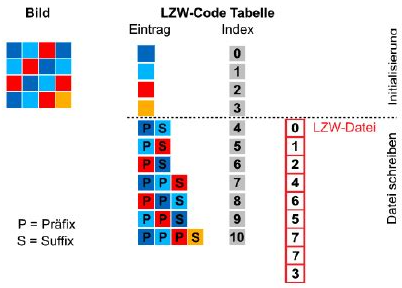 Bild
LZW-Code Tabelle
Eintrag Index
0
1
2
3
Initialisierung
P S 4
P S 5
P S 6
P P S 7
P P S 8
P P S 9
P P P S 10
0 LZW-Datei
1
2
4
6
5
7
7
3
Datei schreiben
P = Präfix
S = Suffix